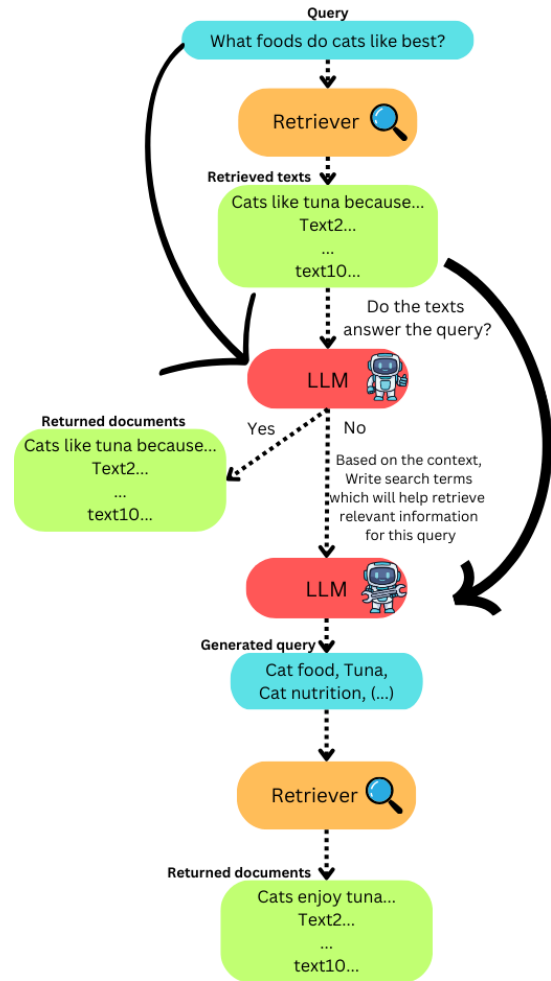 Query
What foods do cats like best?
Retriever
Retrieved texts
Cats like tuna because...
Text2...
...
text10...
Do the texts
answer the query?
LLM
Yes
No
Returned documents
Cats like tuna because...
Text2...
...
text10...
Based on the context,
Write search terms
which will help retrieve
relevant information
for this query
LLM
Generated query
Cat food, Tuna,
Cat nutrition, (...)
Retriever
Returned documents
Cats enjoy tuna...
Text2...
...
text10...